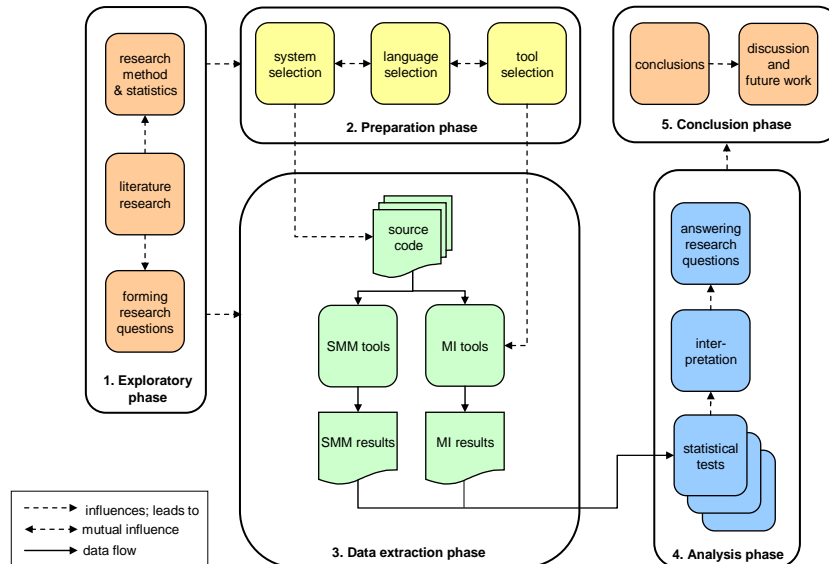 research
method
& statistics
literature
research
forming
research
questions
1. Exploratory
phase
system
selection
language
selection
tool
selection
2. Preparation phase
conclusions
discussion
and
future work
5. Conclusion phase
source
code
SMM tools
MI tools
SMM results
MI results
3. Data extraction phase
answering
research
questions
inter-
pretation
statistical
tests
4. Analysis phase
influences; leads to
mutual influence
data flow